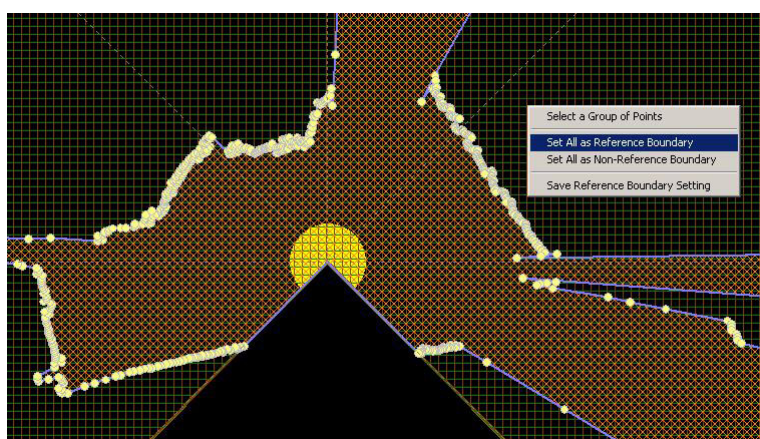 Select a Group of Points
Set All as Reference Boundary
Set All as Non-Reference Boundary
Save Reference Boundary Setting